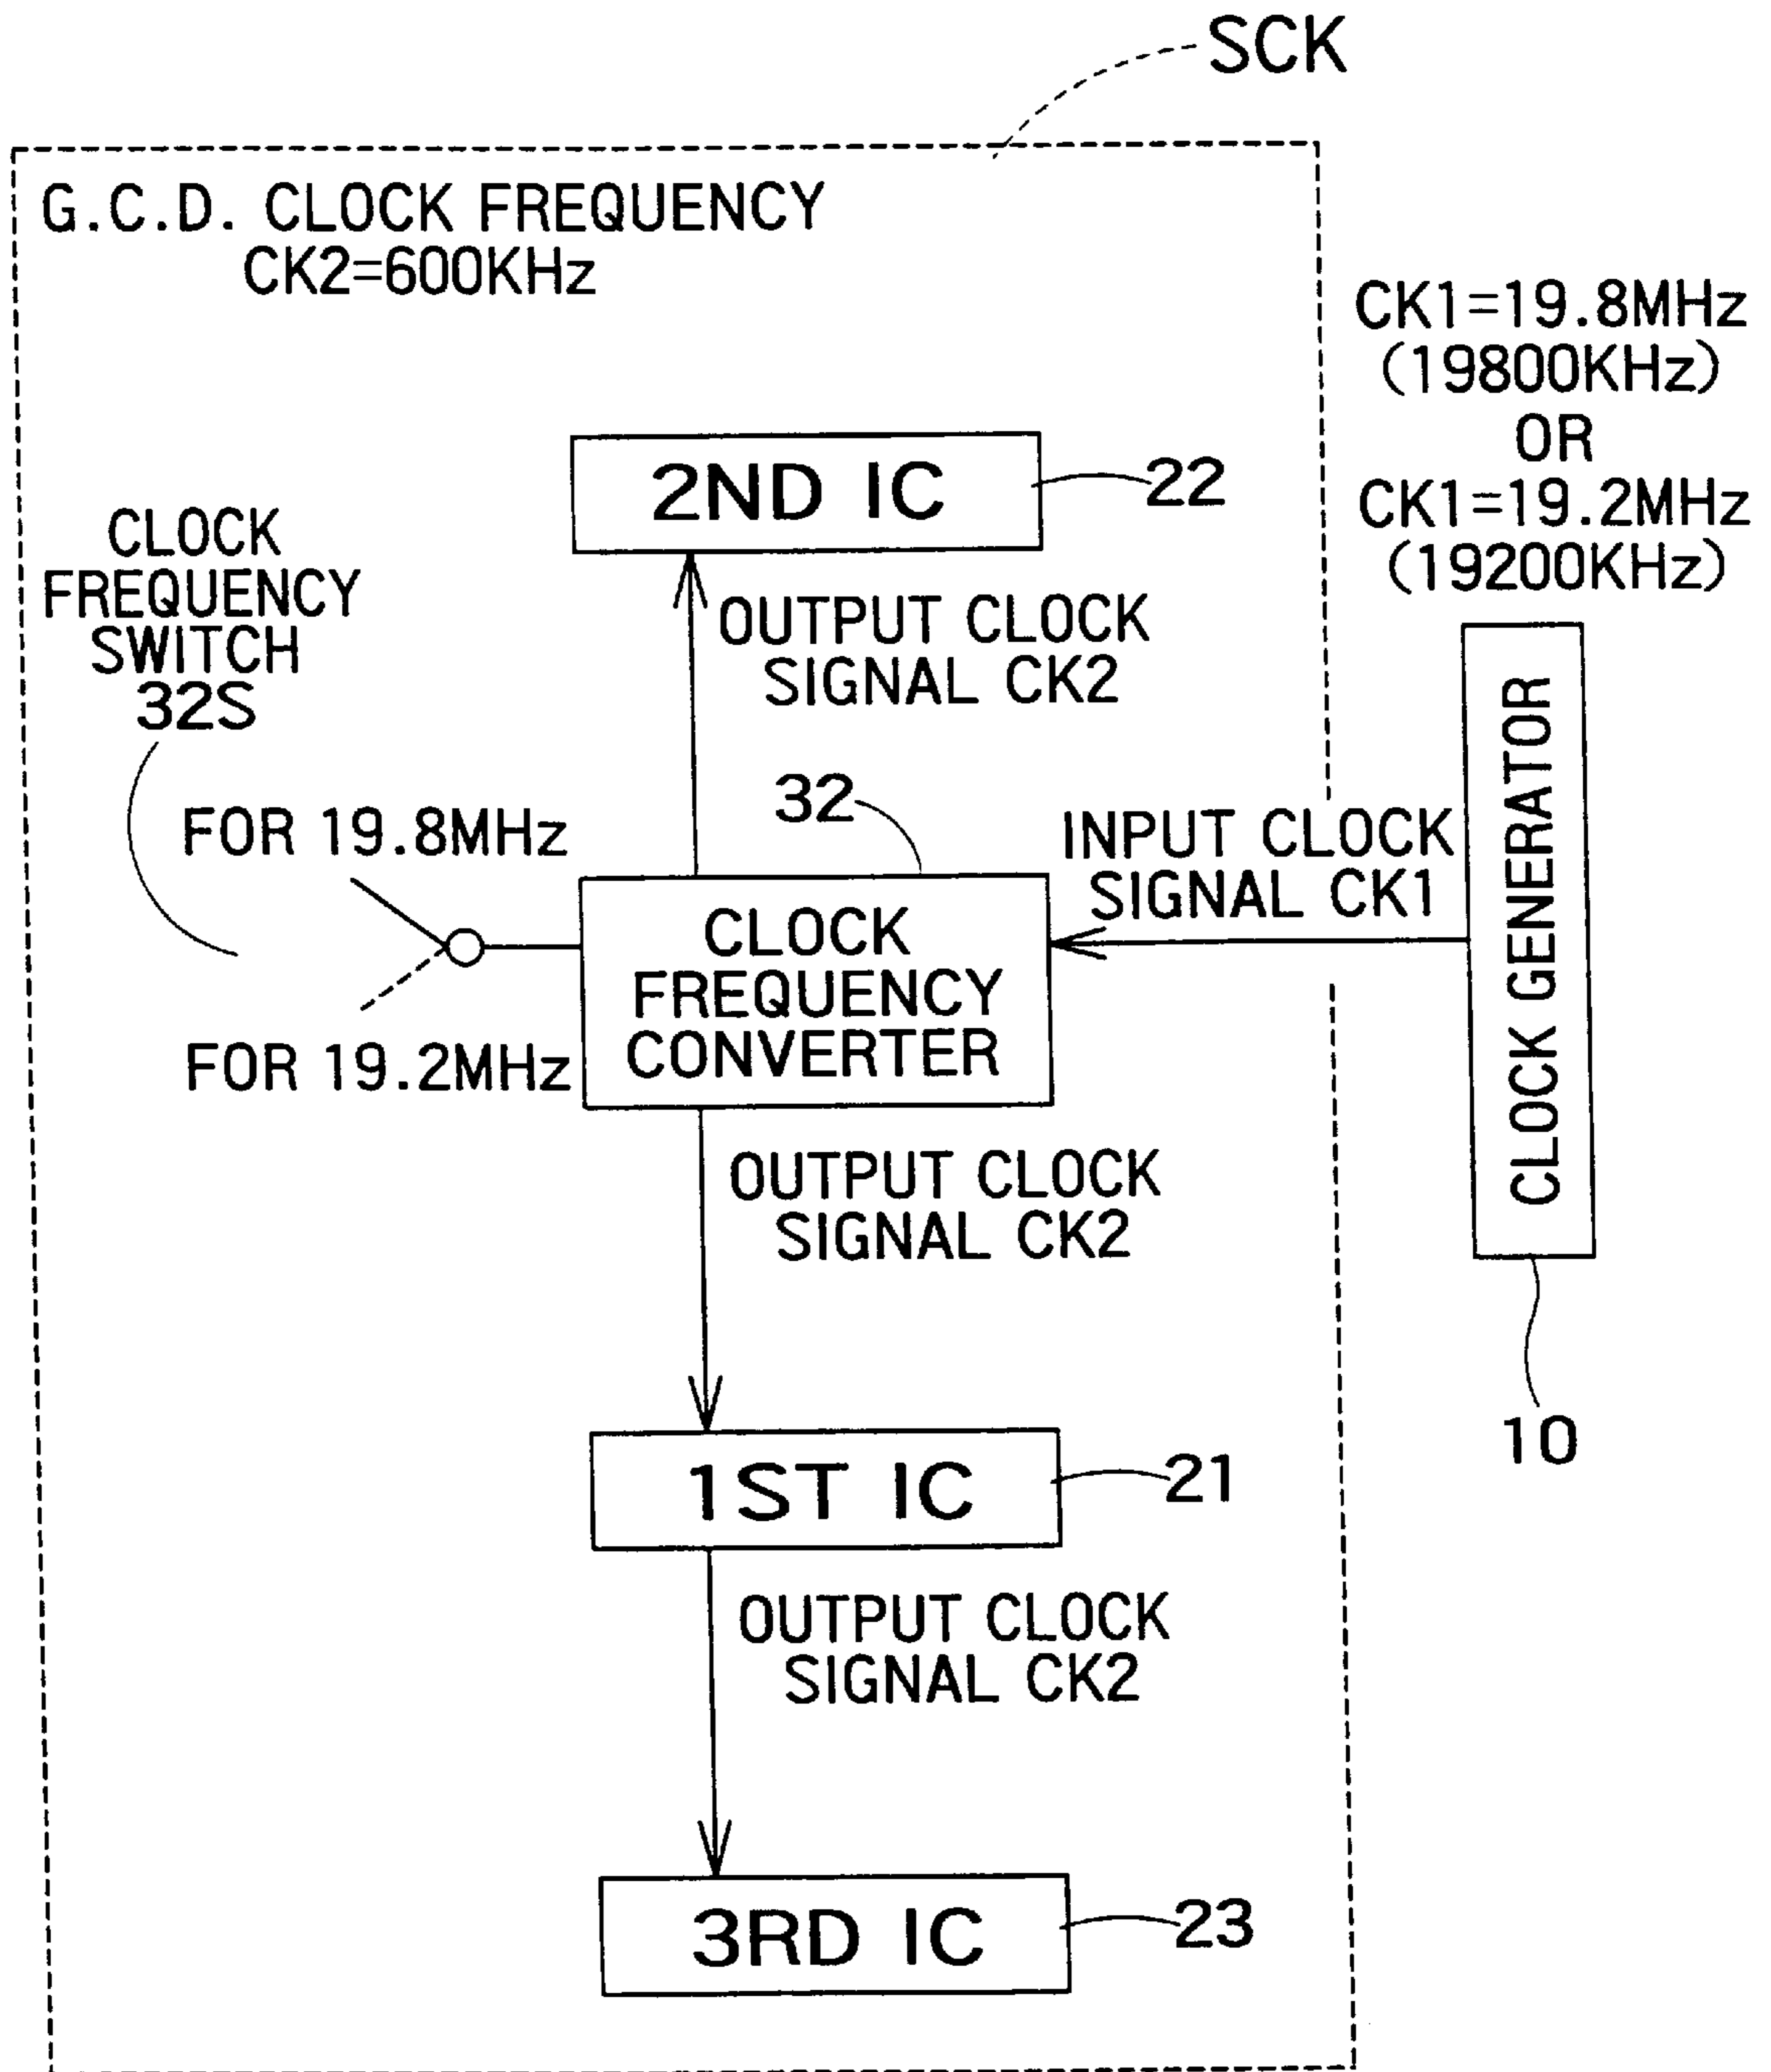 SCK
G.C.D. CLOCK FREQUENCY
CK2=600KHz
CK1=19.8MHz
(19800KHz)
OR
CK1=19.2MHz
(19200KHz)
2ND IC
22
CLOCK
FREQUENCY
SWITCH
32S
OUTPUT CLOCK
SIGNAL CK2
32
FOR 19.8MHz
INPUT CLOCK
SIGNAL CK1
CLOCK GENERATOR
CLOCK
FREQUENCY
CONVERTER
FOR 19.2MHz
OUTPUT CLOCK
SIGNAL CK2
10
1ST IC
21
OUTPUT CLOCK
SIGNAL CK2
3RD IC
23